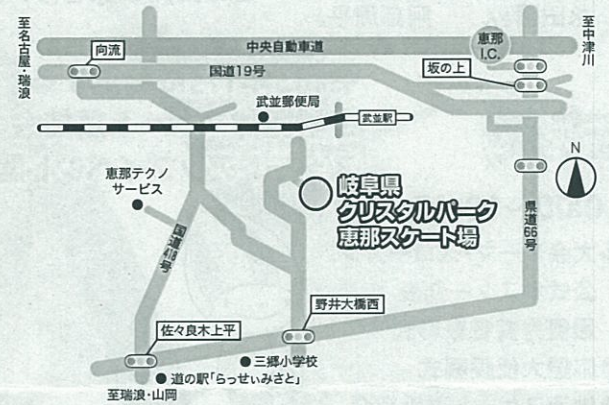 至名古屋・瑞浪
向流
中央自動車道
恵那
I.C.
至中津川
国道19号
坂の上
武並郵便局
武並駅
N
恵那テクノ
サービス
岐阜県
クリスタルパーク
恵那スケート場
国道418号
県道66号
野井大橋西
佐々良木上平
三郷小学校
道の駅「らっせぃみさと」
至瑞浪・山岡